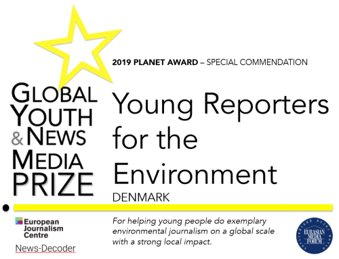 2019 PLANET AWARD – SPECIAL COMMENDATION
GLOBAL
YOUTH
& NEWS
MEDIA
PRIZE
Young Reporters
for the
Environment
DENMARK
European
Journalism
Centre
News-Decoder
For helping young people do exemplary
environmental journalism on a global scale
with a strong local impact.
EURASIAN
MEDIA
FORUM